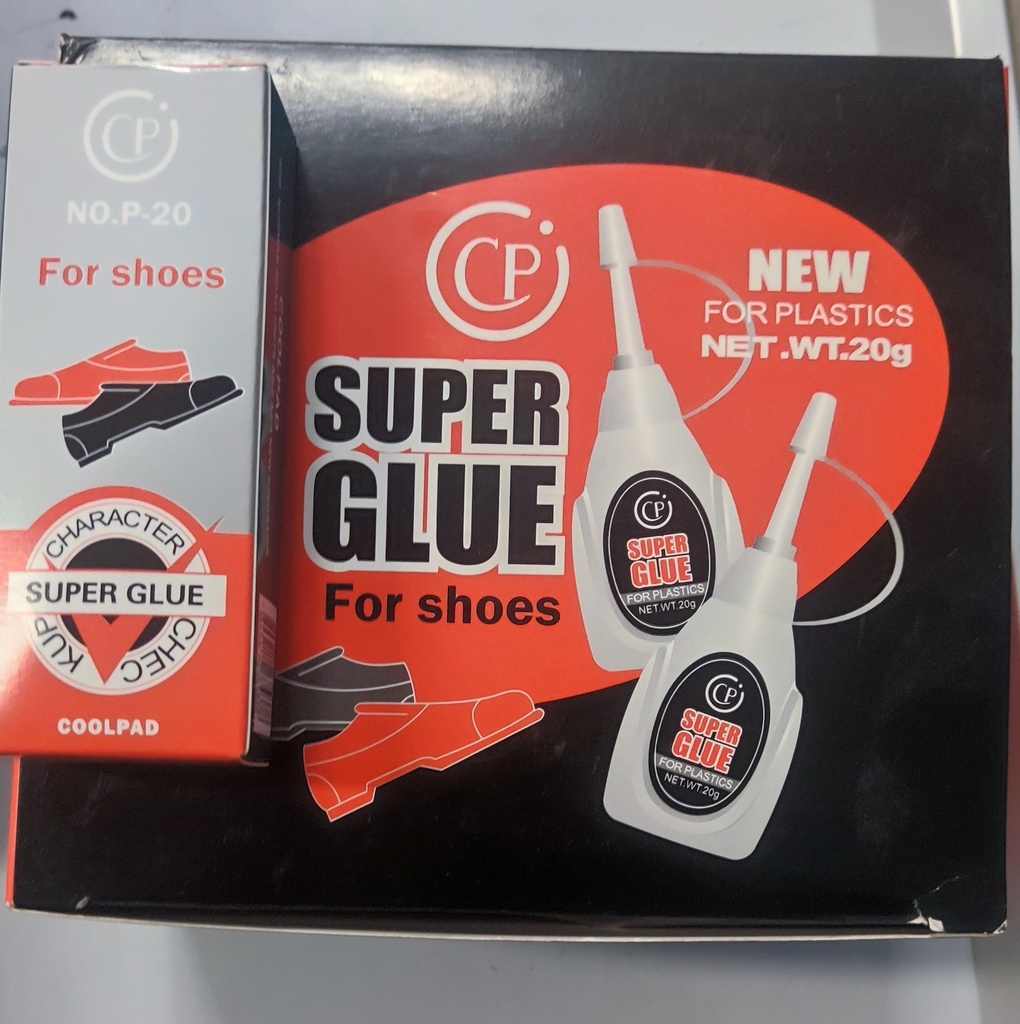 CP
NO.P-20
For shoes
CHARACTER
SUPER GLUE
CHEC
KUP
COOLPAD
CP
SUPER
GLUE
For shoes
NEW
FOR PLASTICS
NET.WT.20g
CP
SUPER
GLUE
FOR PLASTICS
NET.WT.20g
CP
SUPER
GLUE
FOR PLASTICS
NET.WT.20g